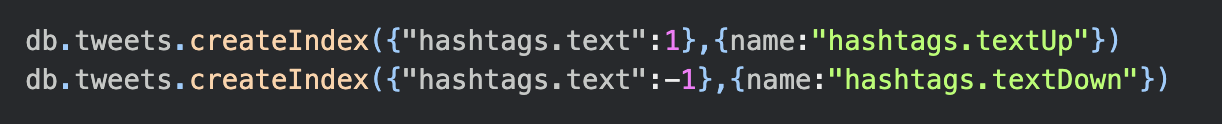 db.tweets.createIndex({"hashtags.text":1},{name:"hashtags.textUp"})
db.tweets.createIndex({"hashtags.text":-1},{name:"hashtags.textDown"})